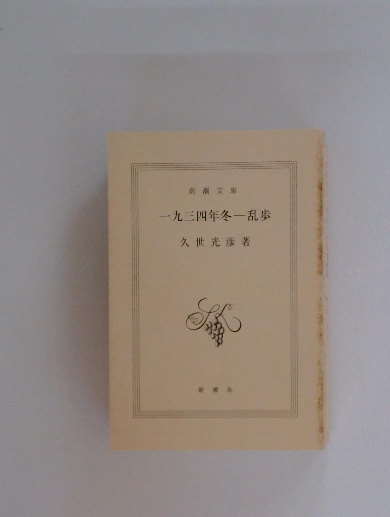 新潮文庫
一九三四年冬―乱歩
久世光彦著
新潮社